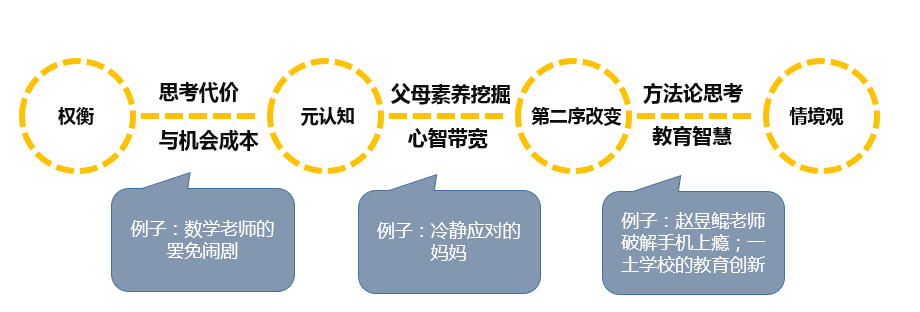 权衡
思考代价
与机会成本
元认知
父母素养挖掘
心智带宽
第二序改变
方法论思考
教育智慧
情境观
例子：数学老师的
罢免闹剧
例子：冷静应对的
妈妈
例子：赵昱鲲老师
破解手机上瘾；一
土学校的教育创新